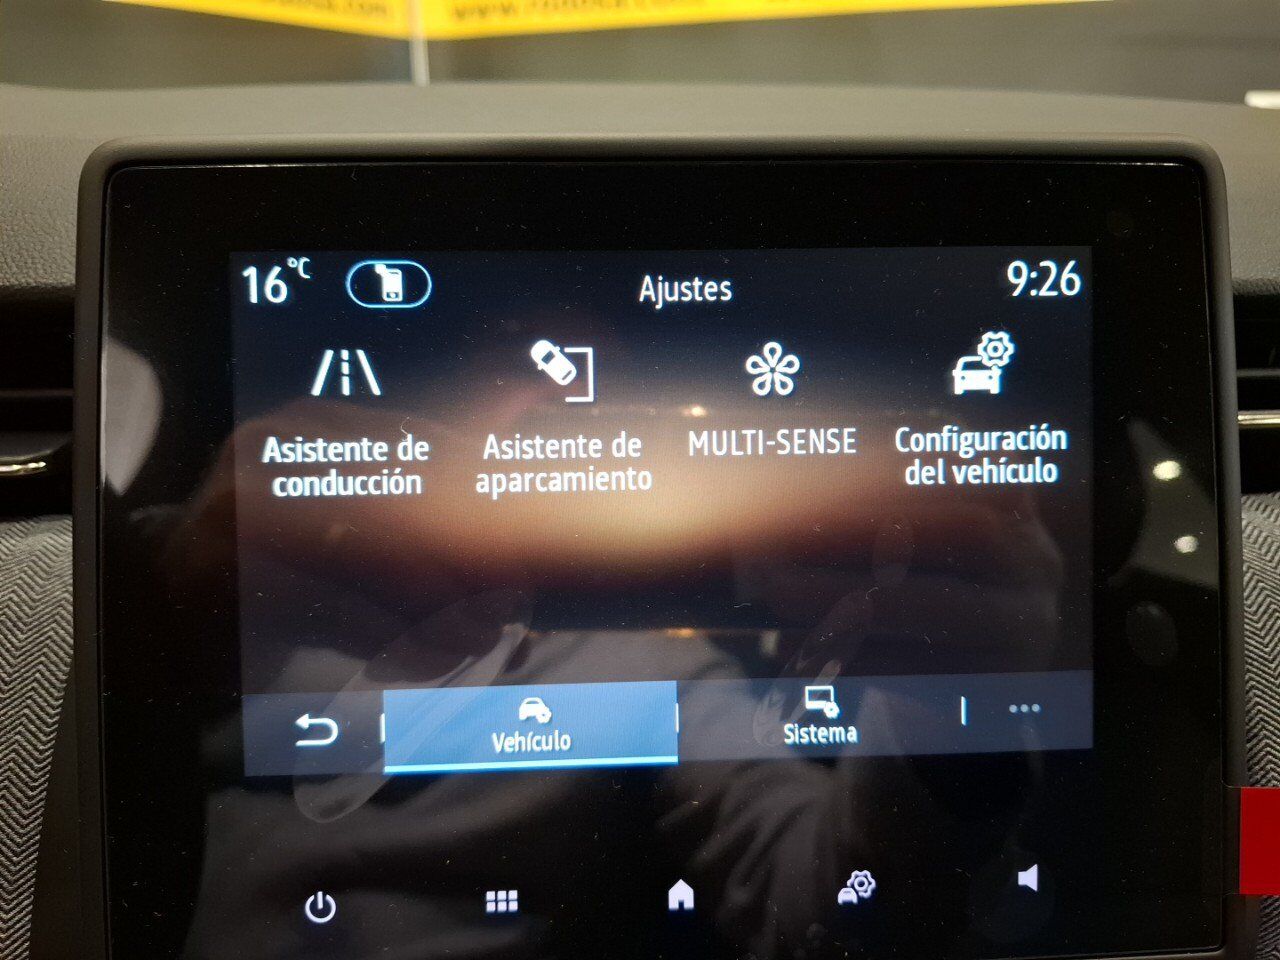 16°C
Ajustes
9:26
Asistente de
conducción
Asistente de
aparcamiento
MULTI-SENSE
Configuración
del vehículo
Vehículo
Sistema